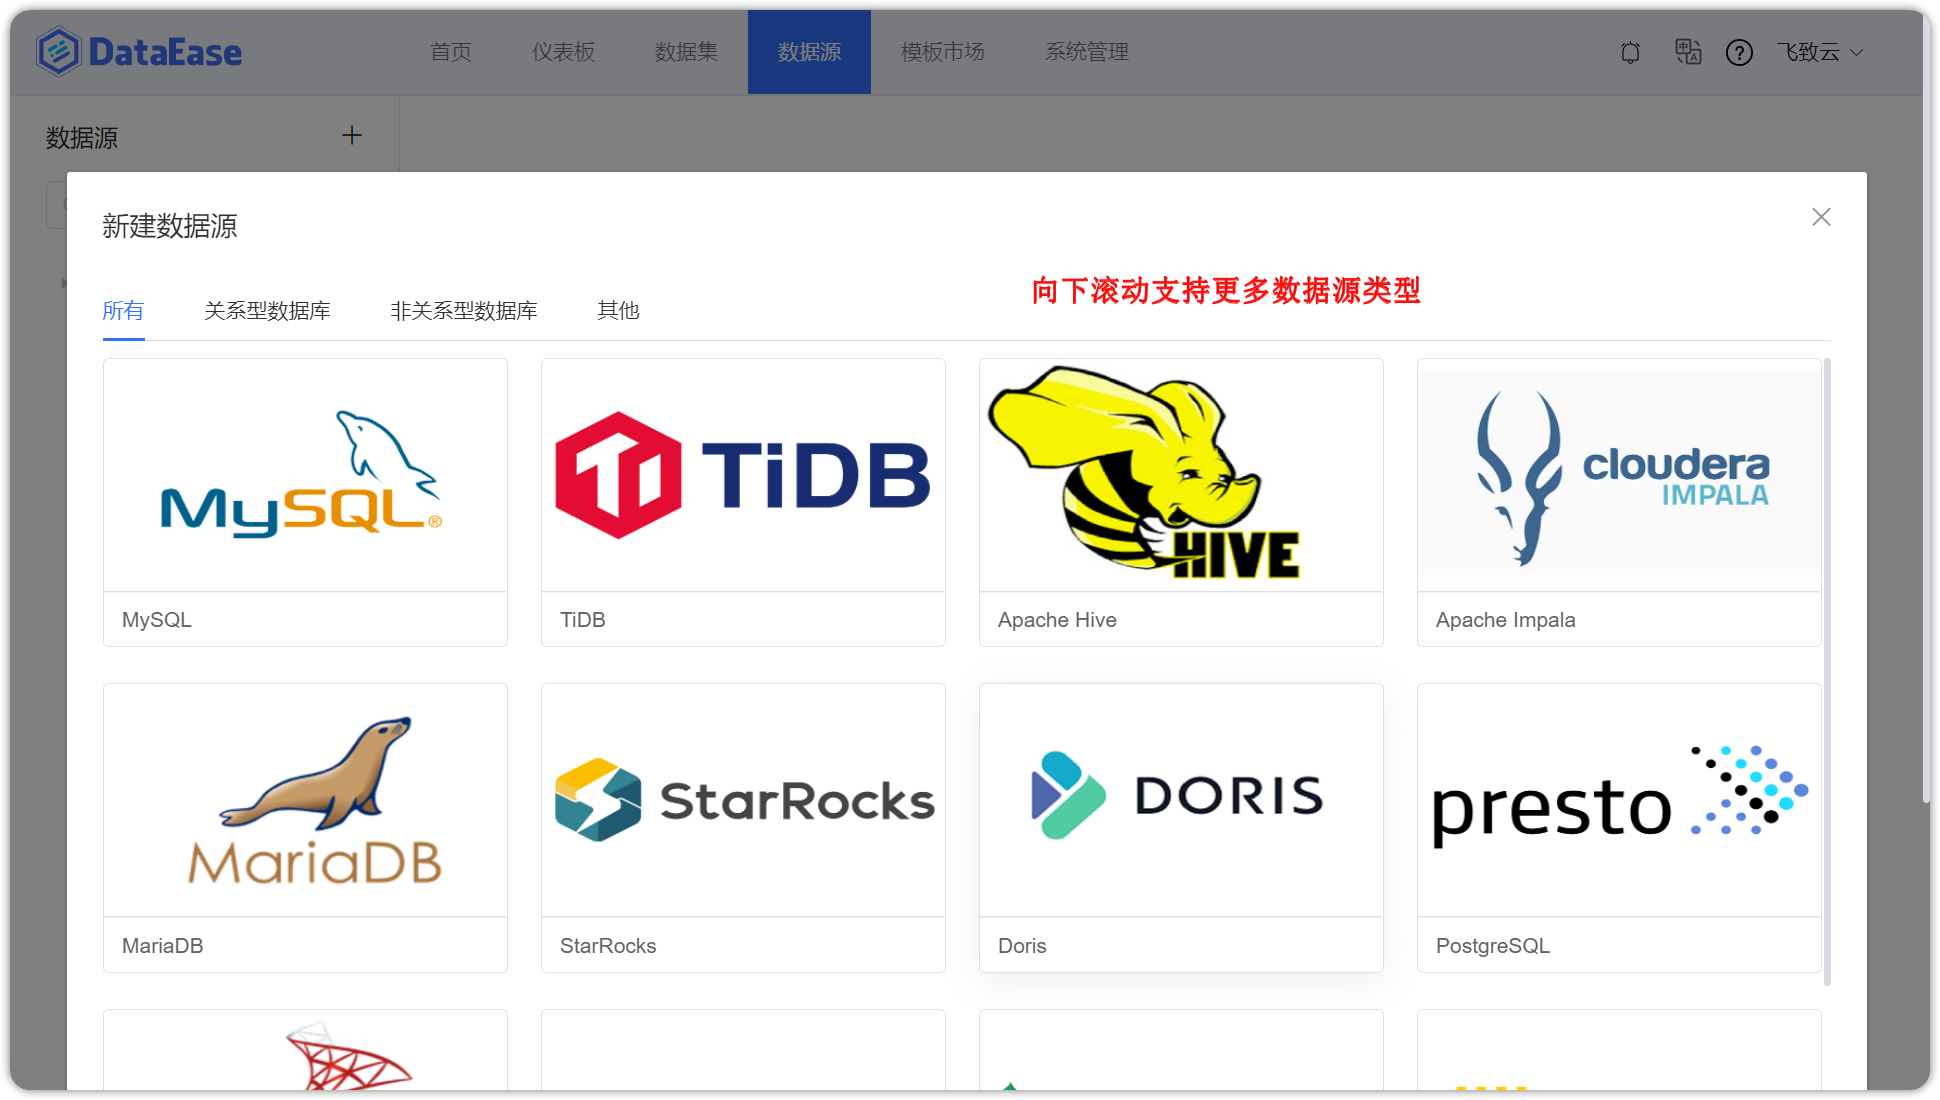 DataEase 首页 仪表板 数据集 数据源 模板市场 系统管理 飞致云
数据源
新建数据源
向下滚动支持更多数据源类型
所有 关系型数据库 非关系型数据库 其他
MySQL®
TiDB
HIVE
cloudera
IMPALA
MySQL
TiDB
Apache Hive
Apache Impala
MariaDB
StarRocks
DORIS
presto
MariaDB
StarRocks
Doris
PostgreSQL